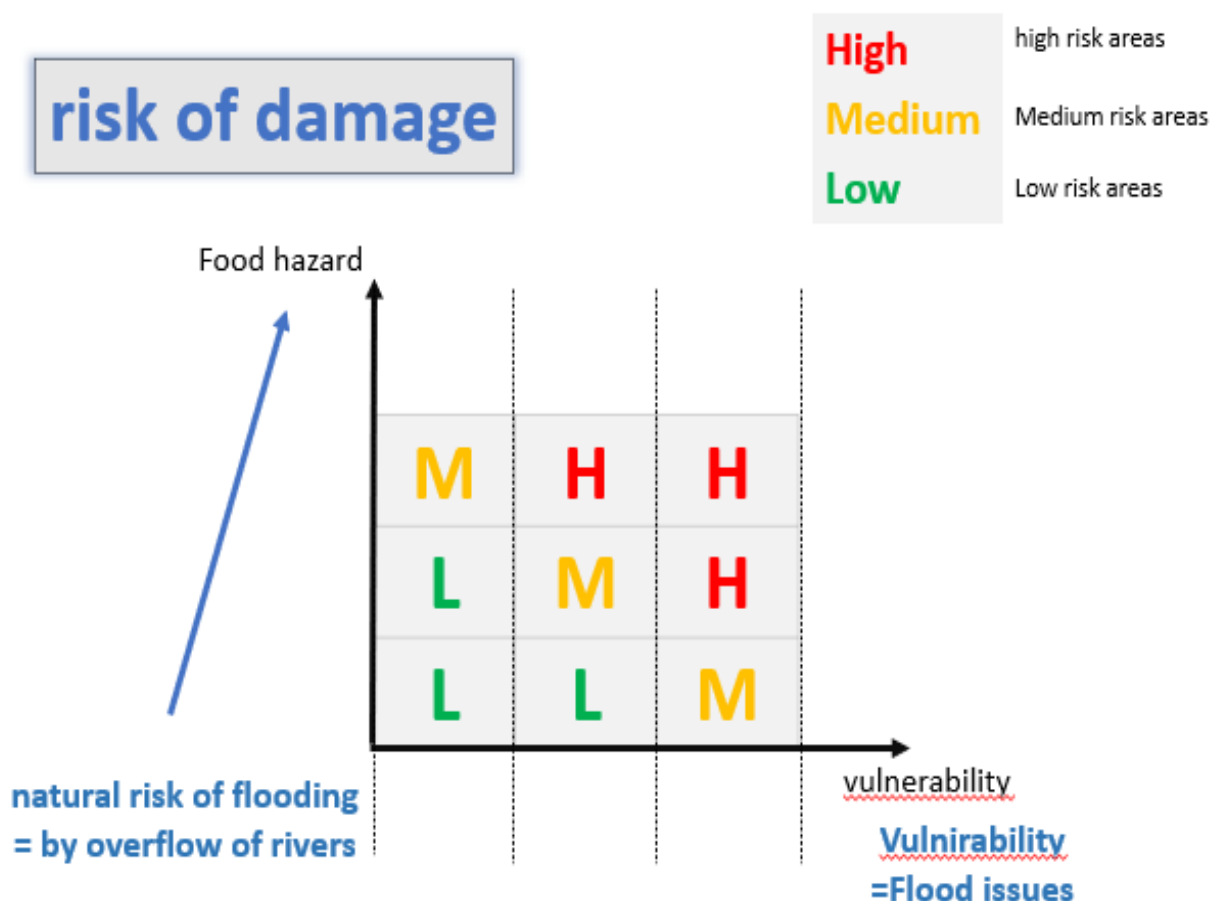 risk of damage
High high risk areas
Medium Medium risk areas
Low Low risk areas
Food hazard
M H H
L M H
L L M
vulnerability
natural risk of flooding
= by overflow of rivers
Vulnirability
=Flood issues